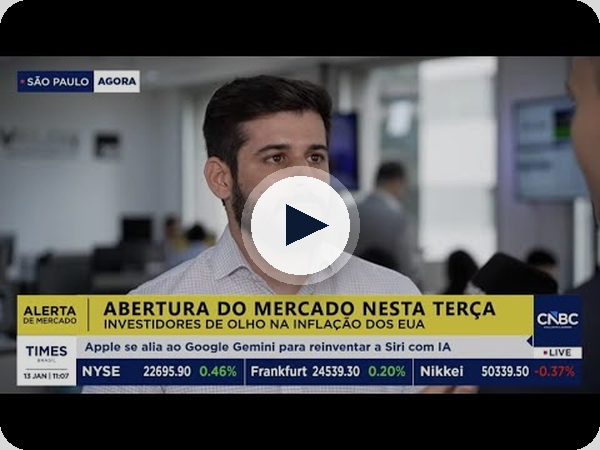 SÃO PAULO AGORA
ALERTA DE MERCADO
ABERTURA DO MERCADO NESTA TERÇA
INVESTIDORES DE OLHO NA INFLAÇÃO DOS EUA
CNBC
TIMES BRASIL
Apple se alia ao Google Gemini para reinventar a Siri com IA
LIVE
13 JAN | 11:07
NYSE 22695.90 0.46% Frankfurt 24539.30 0.20% Nikkei 50339.50 -0.37%